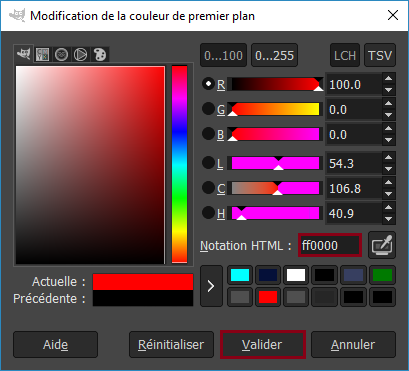 Modification de la couleur de premier plan
0...100 0...255 LCH TSV
R 100.0
G 0.0
B 0.0
L 54.3
C 106.8
H 40.9
Notation HTML : ff0000
Actuelle :
Précédente :
Aide Réinitialiser Valider Annuler